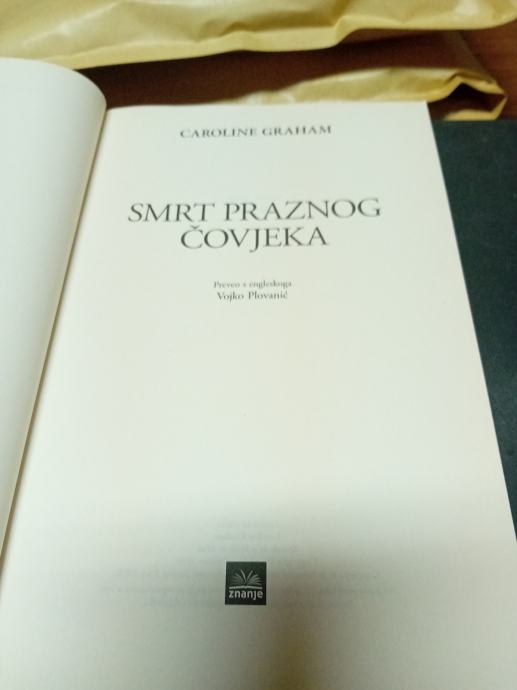 CAROLINE GRAHAM
SMRT PRAZNOG
ČOVJEKA
Preveo s engleskoga
Vojko Plovanić
znanje